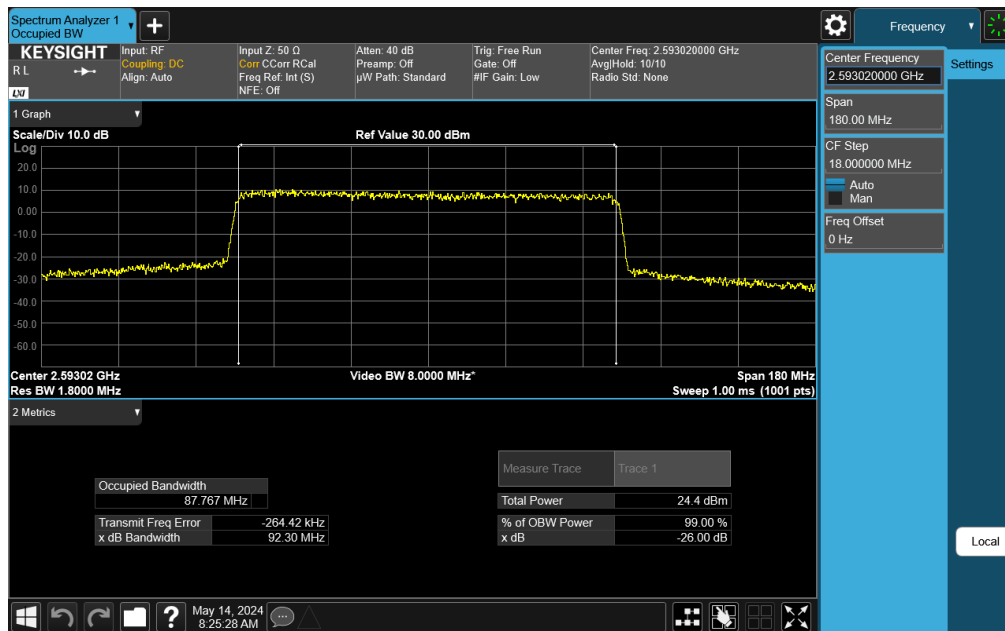 Spectrum Analyzer 1
Occupied BW
Frequency
KEYSIGHT
R L
LXI
Input: RF
Coupling: DC
Align: Auto
Input Z: 50 Ω
Corr CCorr RCal
Freq Ref: Int (S)
NFE: Off
Atten: 40 dB
Preamp: Off
µW Path: Standard
Trig: Free Run
Gate: Off
#IF Gain: Low
Center Freq: 2.593020000 GHz
Avg|Hold: 10/10
Radio Std: None
Center Frequency
2.593020000 GHz
Settings
Span
180.00 MHz
CF Step
18.000000 MHz
Auto
Man
Freq Offset
0 Hz
Local
1 Graph
Scale/Div 10.0 dB
Ref Value 30.00 dBm
Log
20.0
10.0
0.00
-10.0
-20.0
-30.0
-40.0
-50.0
-60.0
Center 2.59302 GHz
Video BW 8.0000 MHz*
Span 180 MHz
Res BW 1.8000 MHz
Sweep 1.00 ms (1001 pts)
2 Metrics
Measure Trace
Trace 1
Occupied Bandwidth
87.767 MHz
Total Power
24.4 dBm
Transmit Freq Error
-264.42 kHz
% of OBW Power
99.00 %
x dB Bandwidth
92.30 MHz
x dB
-26.00 dB
?
May 14, 2024
8:25:28 AM